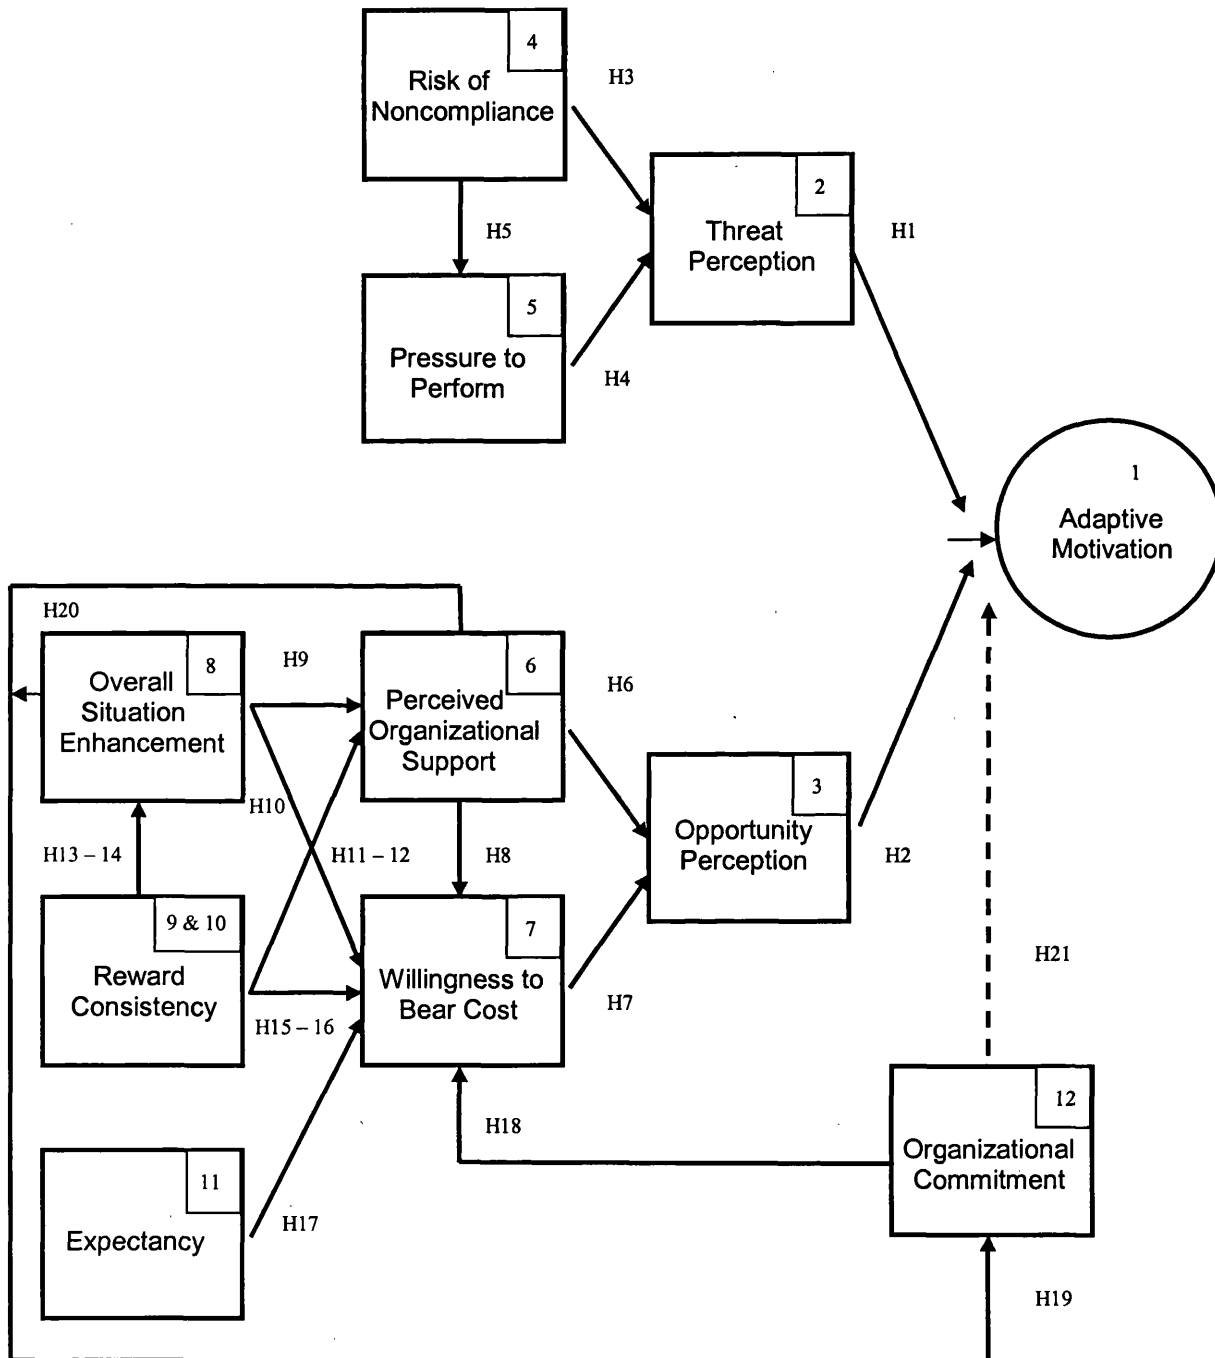 4
Risk of
Noncompliance
H3
2
Threat
Perception
H1
H5
5
Pressure to
Perform
H4
1
Adaptive
Motivation
H20
8
Overall
Situation
Enhancement
H9
6
Perceived
Organizational
Support
H6
H10
3
Opportunity
Perception
H2
H13 – 14
H11 – 12
H8
9 & 10
Reward
Consistency
7
Willingness to
Bear Cost
H7
H15 – 16
H21
12
Organizational
Commitment
H18
11
Expectancy
H17
H19